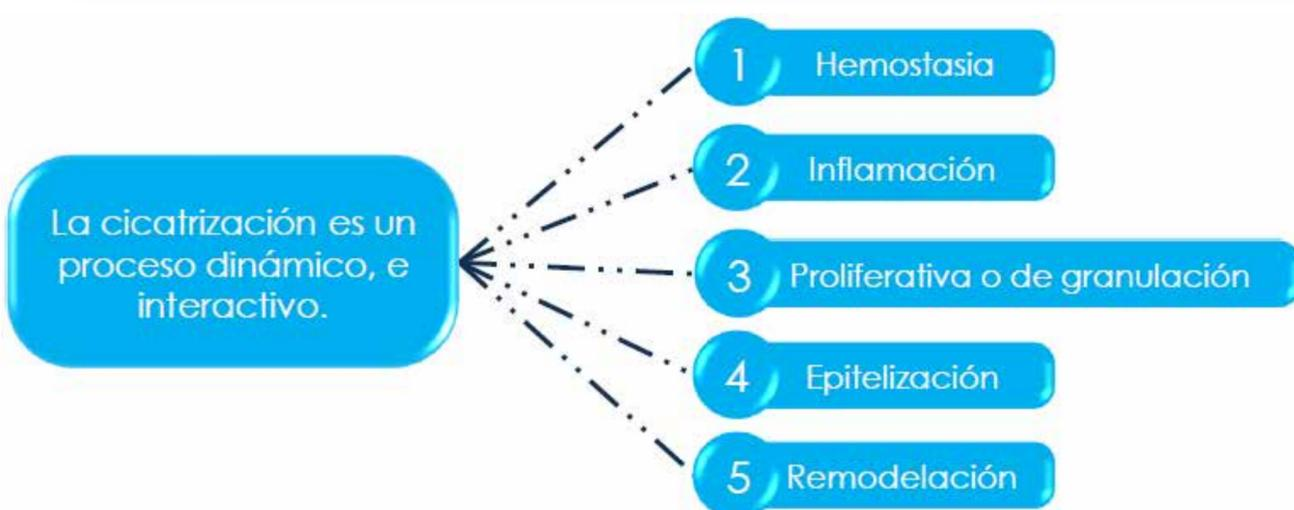 La cicatrización es un
proceso dinámico, e
interactivo.
1 Hemostasia
2 Inflamación
3 Proliferativa o de granulación
4 Epitelización
5 Remodelación